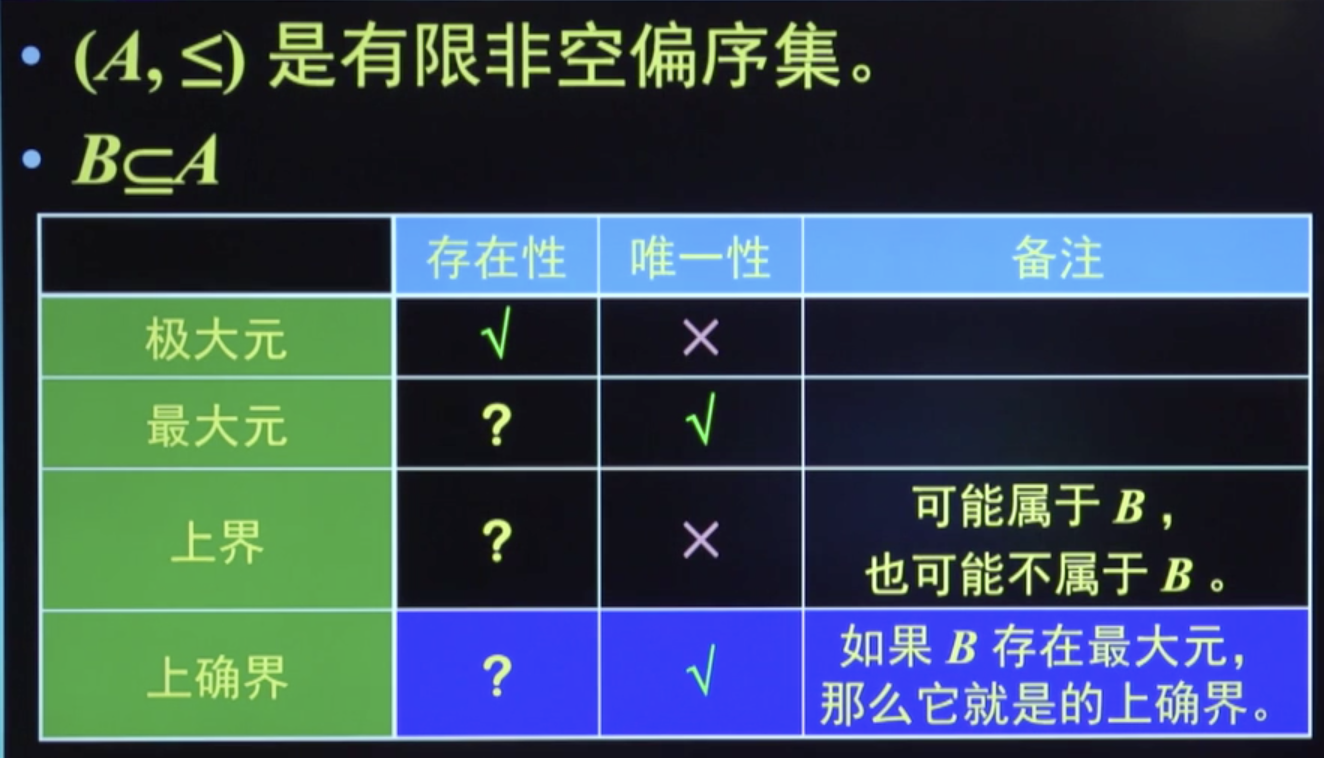 • (A, ≤) 是有限非空偏序集。
• B⊆A
存在性 唯一性 备注
极大元 √ ×
最大元 ? √
上界 ? × 可能属于 B，
也可能不属于 B。
上确界 ? √ 如果 B 存在最大元，
那么它就是的上确界。